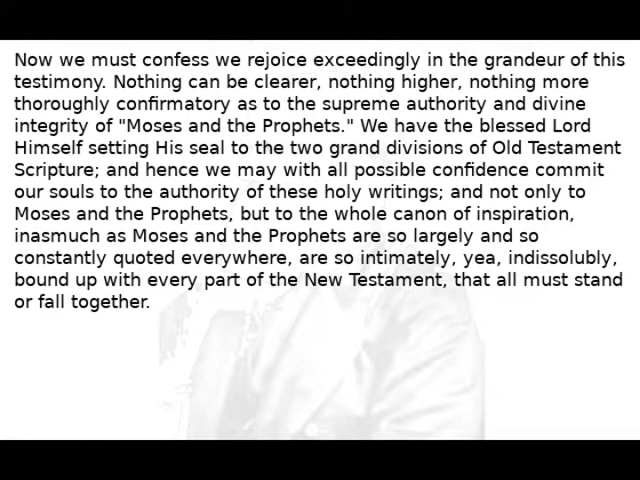 Now we must confess we rejoice exceedingly in the grandeur of this
testimony. Nothing can be clearer, nothing higher, nothing more
thoroughly confirmatory as to the supreme authority and divine
integrity of "Moses and the Prophets." We have the blessed Lord
Himself setting His seal to the two grand divisions of Old Testament
Scripture; and hence we may with all possible confidence commit
our souls to the authority of these holy writings; and not only to
Moses and the Prophets, but to the whole canon of inspiration,
inasmuch as Moses and the Prophets are so largely and so
constantly quoted everywhere, are so intimately, yea, indissolubly,
bound up with every part of the New Testament, that all must stand
or fall together.